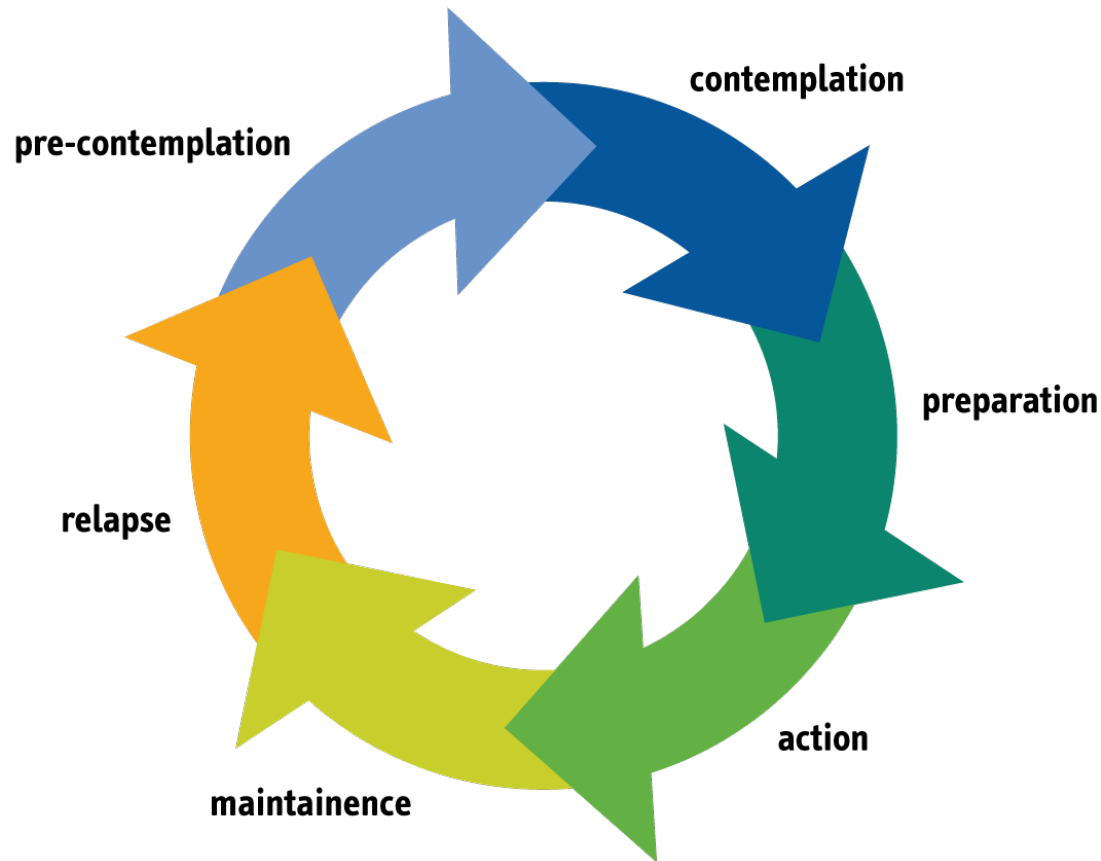 contemplation
pre-contemplation
preparation
relapse
action
maintainence